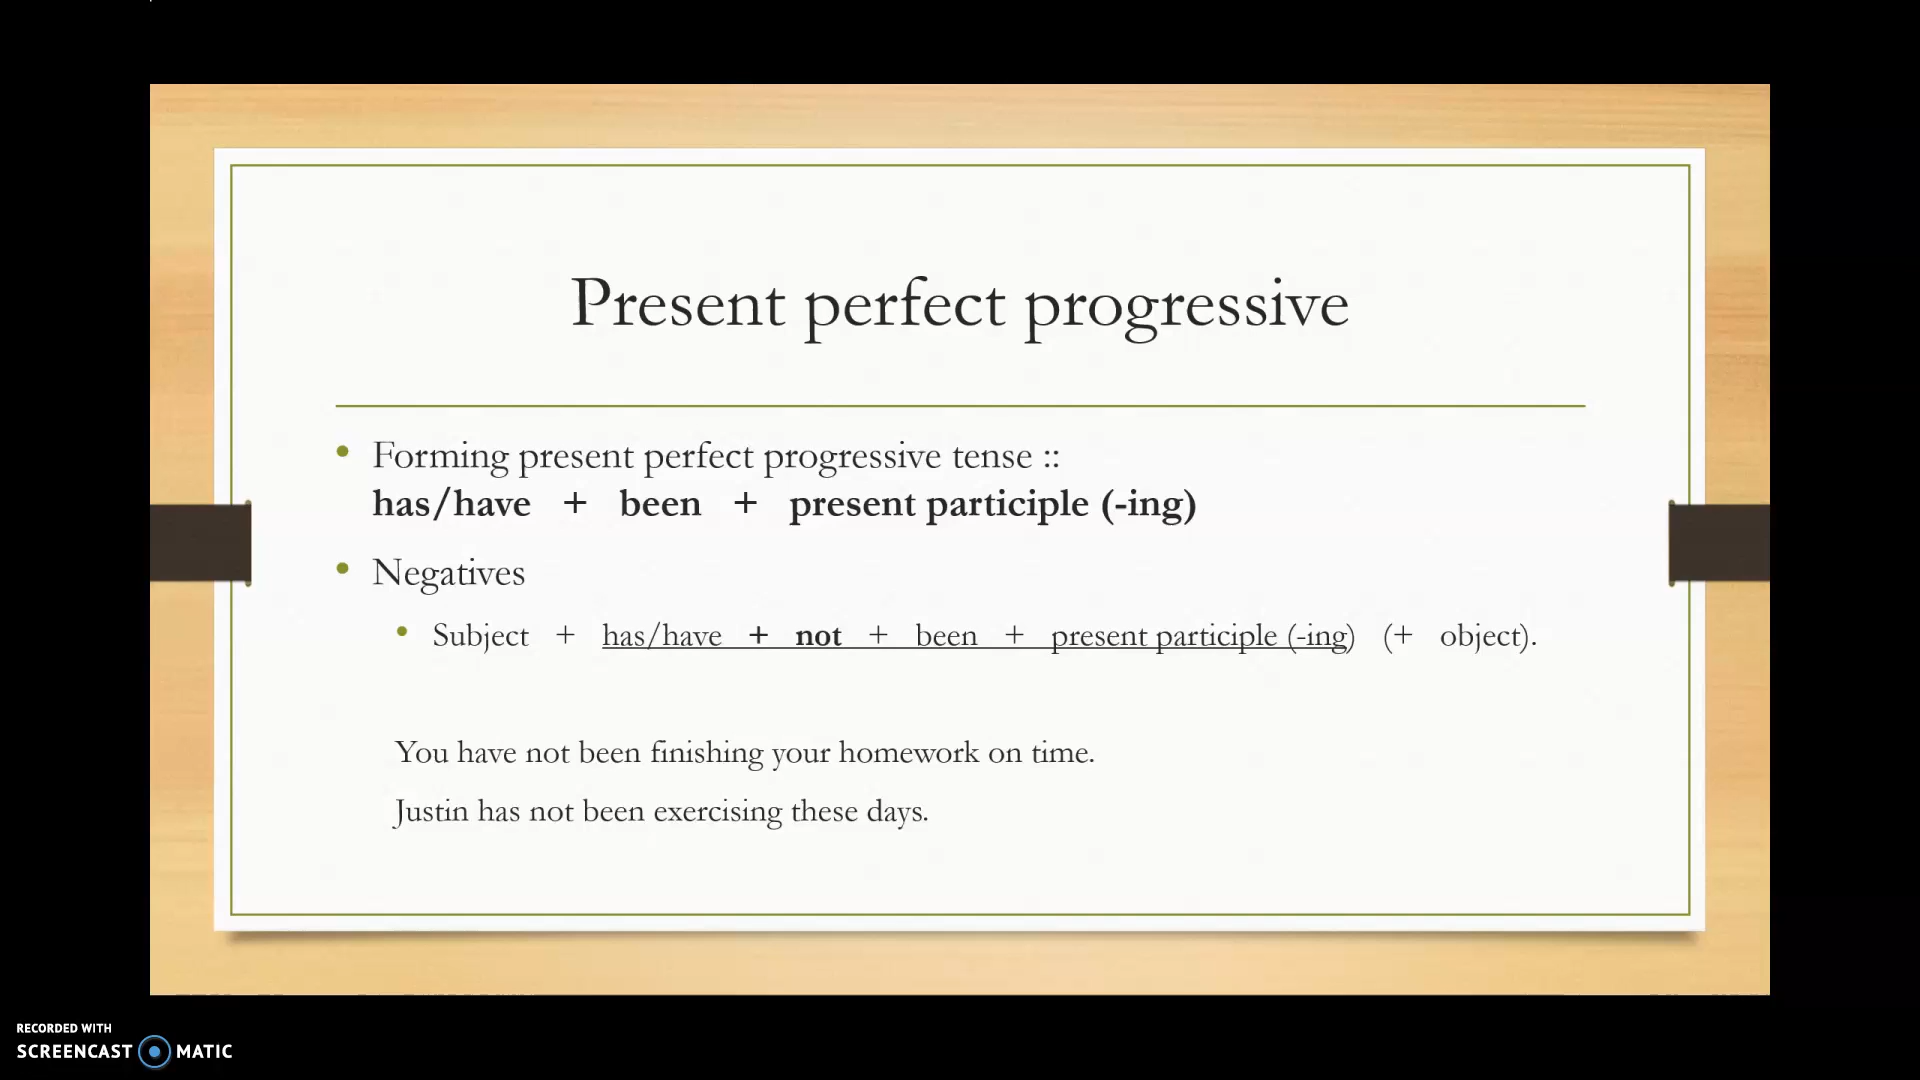 Present perfect progressive
• Forming present perfect progressive tense ::
has/have + been + present participle (-ing)
• Negatives
• Subject + has/have + not + been + present participle (-ing) (+ object).
You have not been finishing your homework on time.
Justin has not been exercising these days.
RECORDED WITH
SCREENCAST MATIC